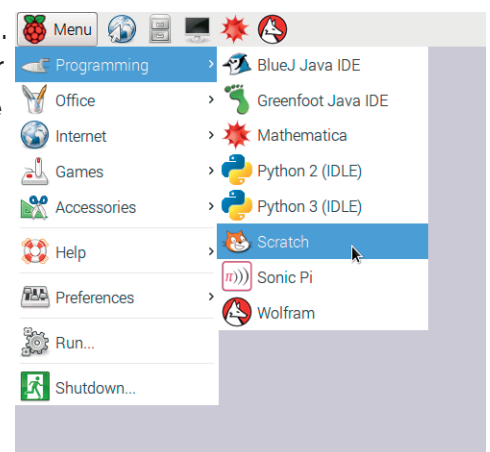 Menu
Programming
Office
Internet
Games
Accessories
Help
Preferences
Run...
Shutdown...
BlueJ Java IDE
Greenfoot Java IDE
Mathematica
Python 2 (IDLE)
Python 3 (IDLE)
Scratch
π)))
Sonic Pi
Wolfram